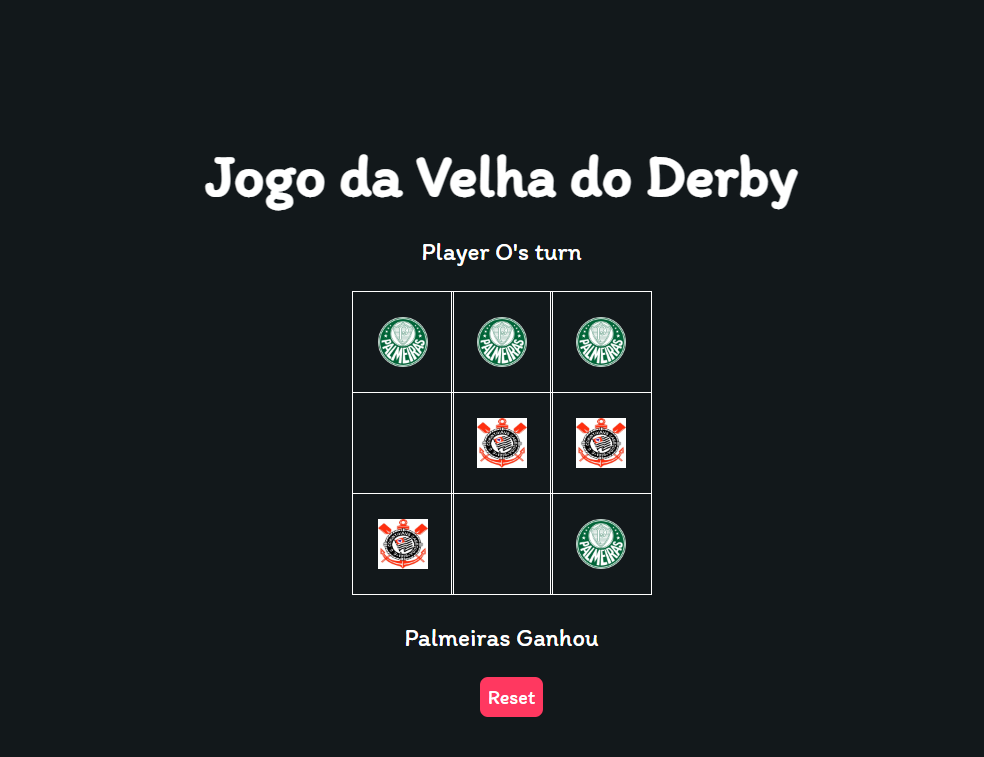 Jogo da Velha do Derby
Player O's turn
PALMEIRAS
PALMEIRAS
PALMEIRAS
PALMEIRAS
Palmeiras Ganhou
Reset